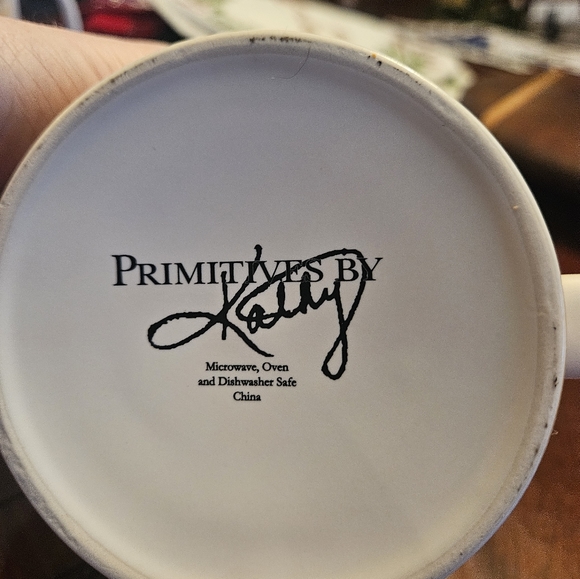 PRIMITIVES BY
Kathy
Microwave, Oven
and Dishwasher Safe
China